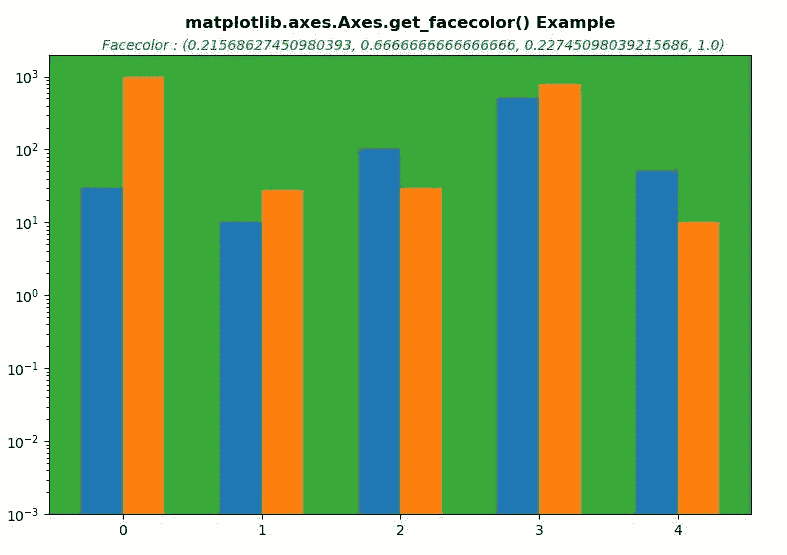 matplotlib.axes.Axes.get_facecolor() Example
Facecolor : (0.21568627450980393, 0.6666666666666666, 0.22745098039215686, 1.0)
10³
10²
10¹
10⁰
10⁻¹
10⁻²
10⁻³
0 1 2 3 4